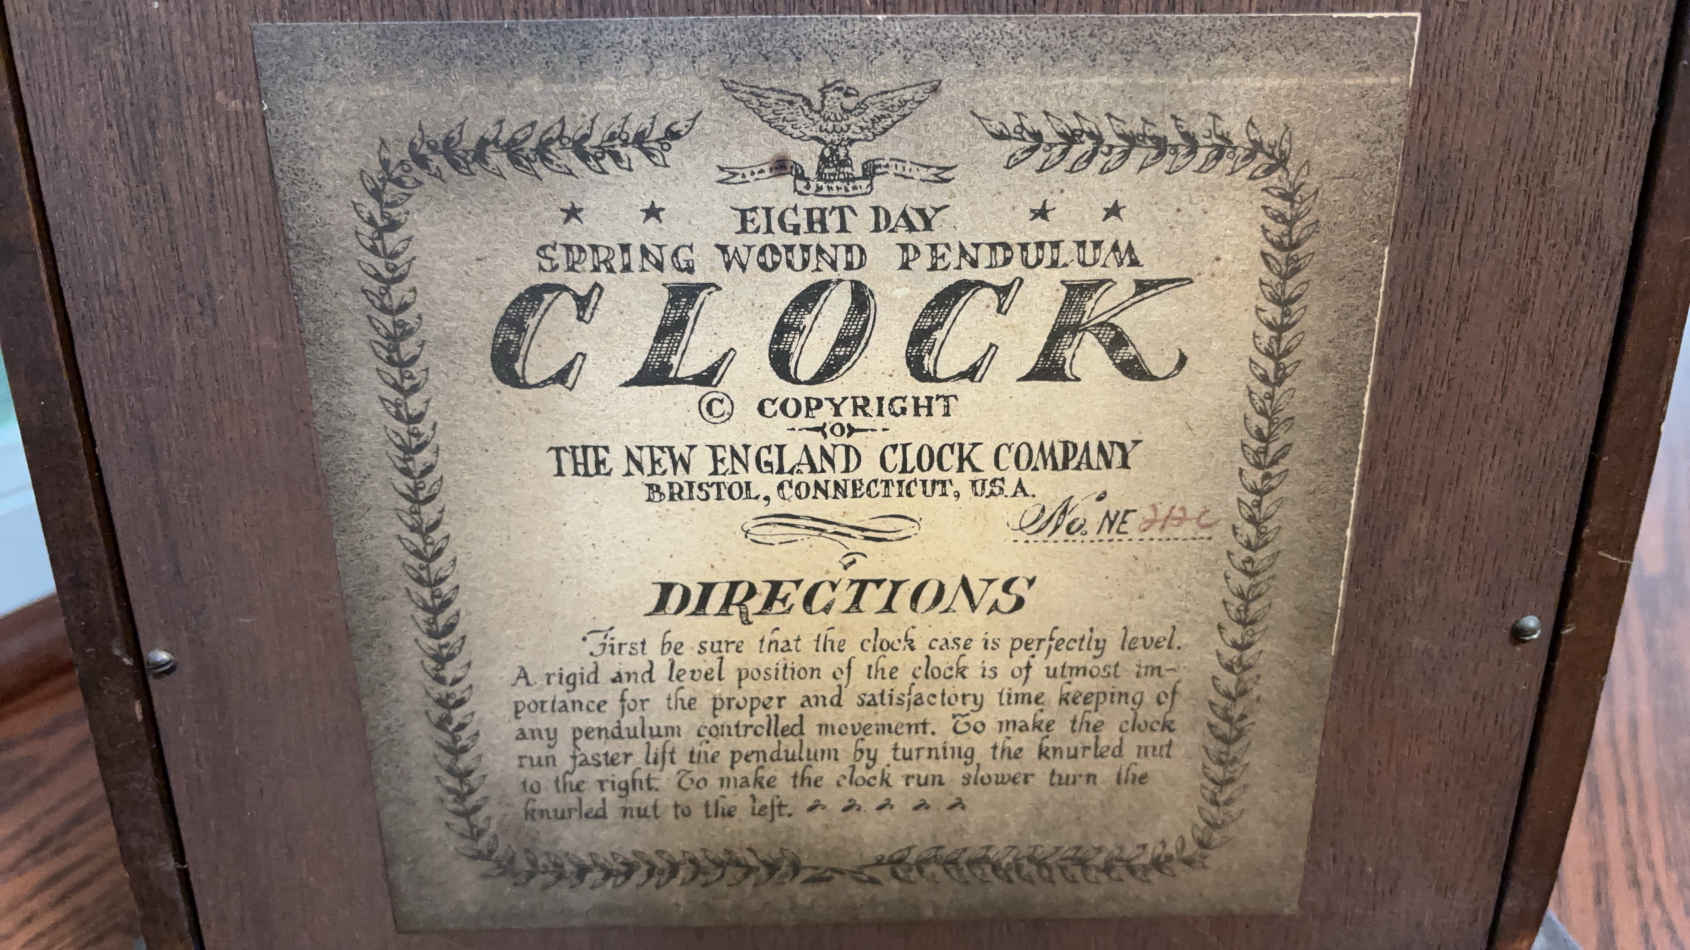 EIGHT DAY
SPRING WOUND PENDULUM
CLOCK
© COPYRIGHT
THE NEW ENGLAND CLOCK COMPANY
BRISTOL, CONNECTICUT, U.S.A.
No. NE 212C
DIRECTIONS
First be sure that the clock case is perfectly level.
A rigid and level position of the clock is of utmost im-
portance for the proper and satisfactory time keeping of
any pendulum controlled movement. To make the clock
run faster lift the pendulum by turning the knurled nut
to the right. To make the clock run slower turn the
knurled nut to the left.